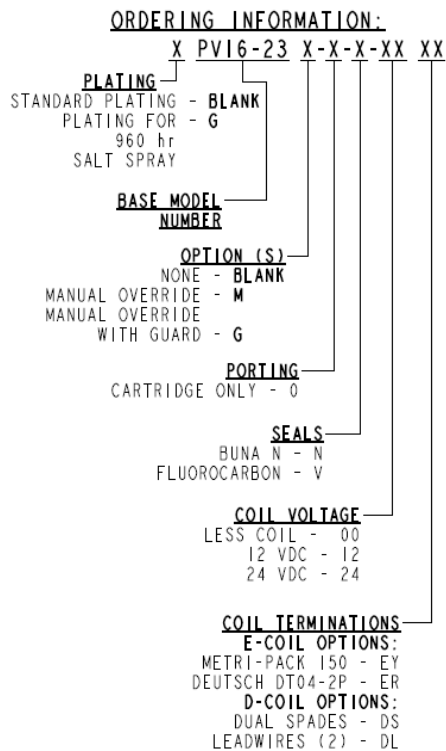 ORDERING INFORMATION:
X PV16-23 X-X-X-XX XX
PLATING
STANDARD PLATING - BLANK
PLATING FOR - G
960 hr
SALT SPRAY
BASE MODEL
NUMBER
OPTION (S)
NONE - BLANK
MANUAL OVERRIDE - M
MANUAL OVERRIDE
WITH GUARD - G
PORTING
CARTRIDGE ONLY - 0
SEALS
BUNA N - N
FLUOROCARBON - V
COIL VOLTAGE
LESS COIL - 00
12 VDC - 12
24 VDC - 24
COIL TERMINATIONS
E-COIL OPTIONS:
METRI-PACK 150 - EY
DEUTSCH DT04-2P - ER
D-COIL OPTIONS:
DUAL SPADES - DS
LEADWIRES (2) - DL